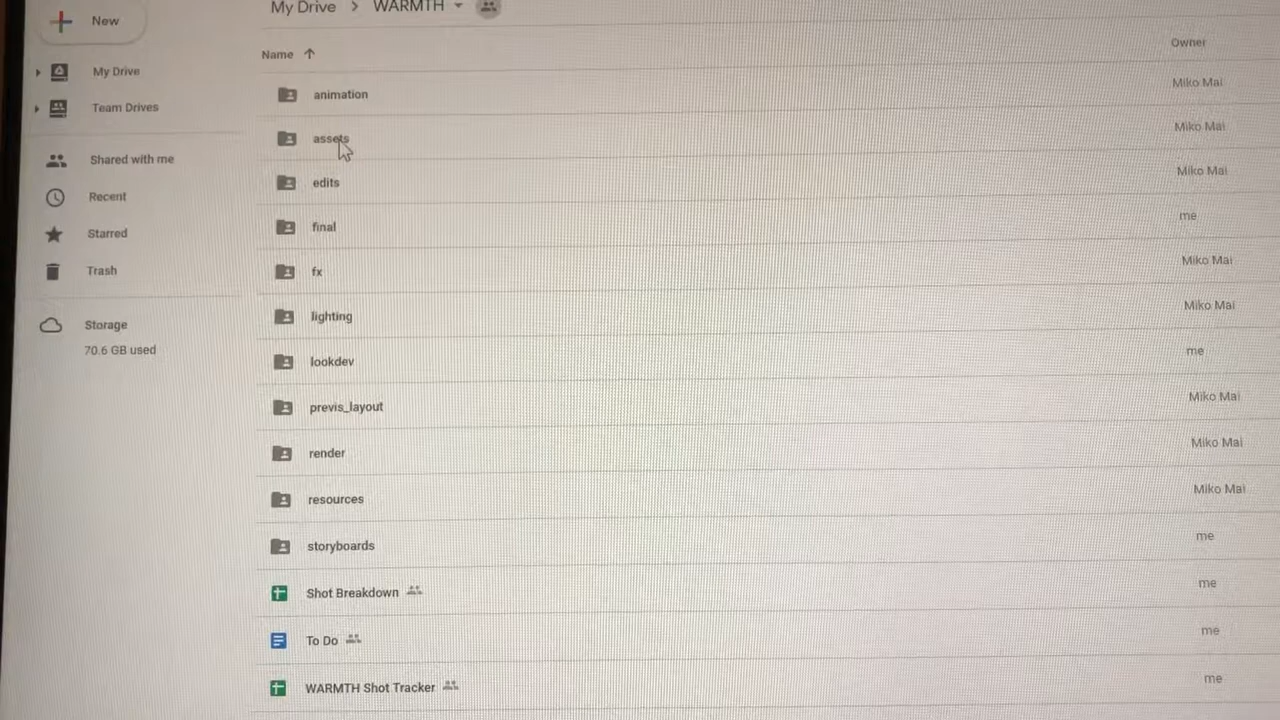 My Drive > WARMTH
New
Name Owner
My Drive
Team Drives
Shared with me
Recent
Starred
Trash
Storage
70.6 GB used
animation Miko Mai
assets Miko Mai
edits Miko Mai
final me
fx Miko Mai
lighting Miko Mai
lookdev me
previs_layout Miko Mai
render Miko Mai
resources Miko Mai
storyboards me
Shot Breakdown me
To Do me
WARMTH Shot Tracker me